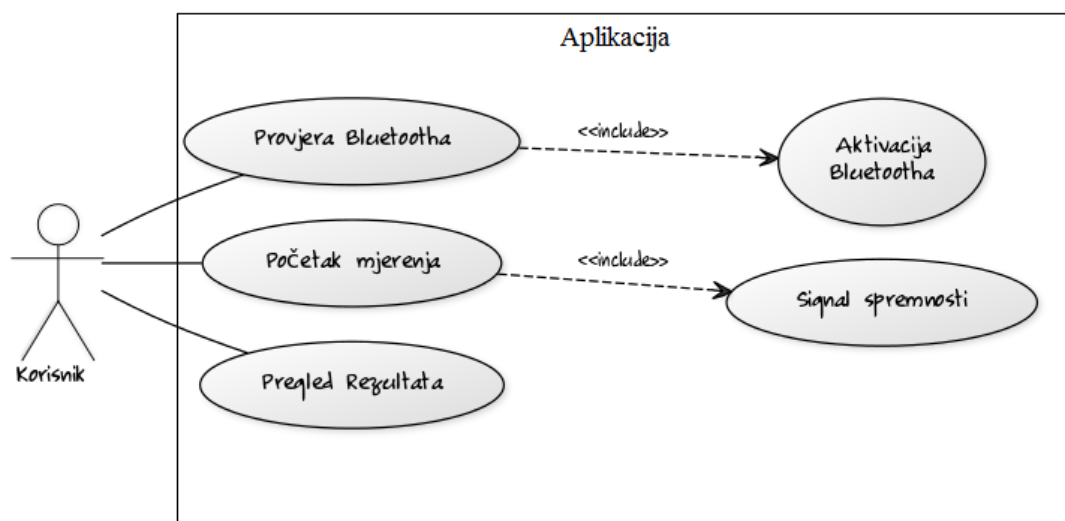 Aplikacija
Provjera Bluetootha
<<include>>
Aktivacija
Bluetootha
Početak mjerenja
<<include>>
Signal spremnosti
Pregled Rezultata
Korisnik